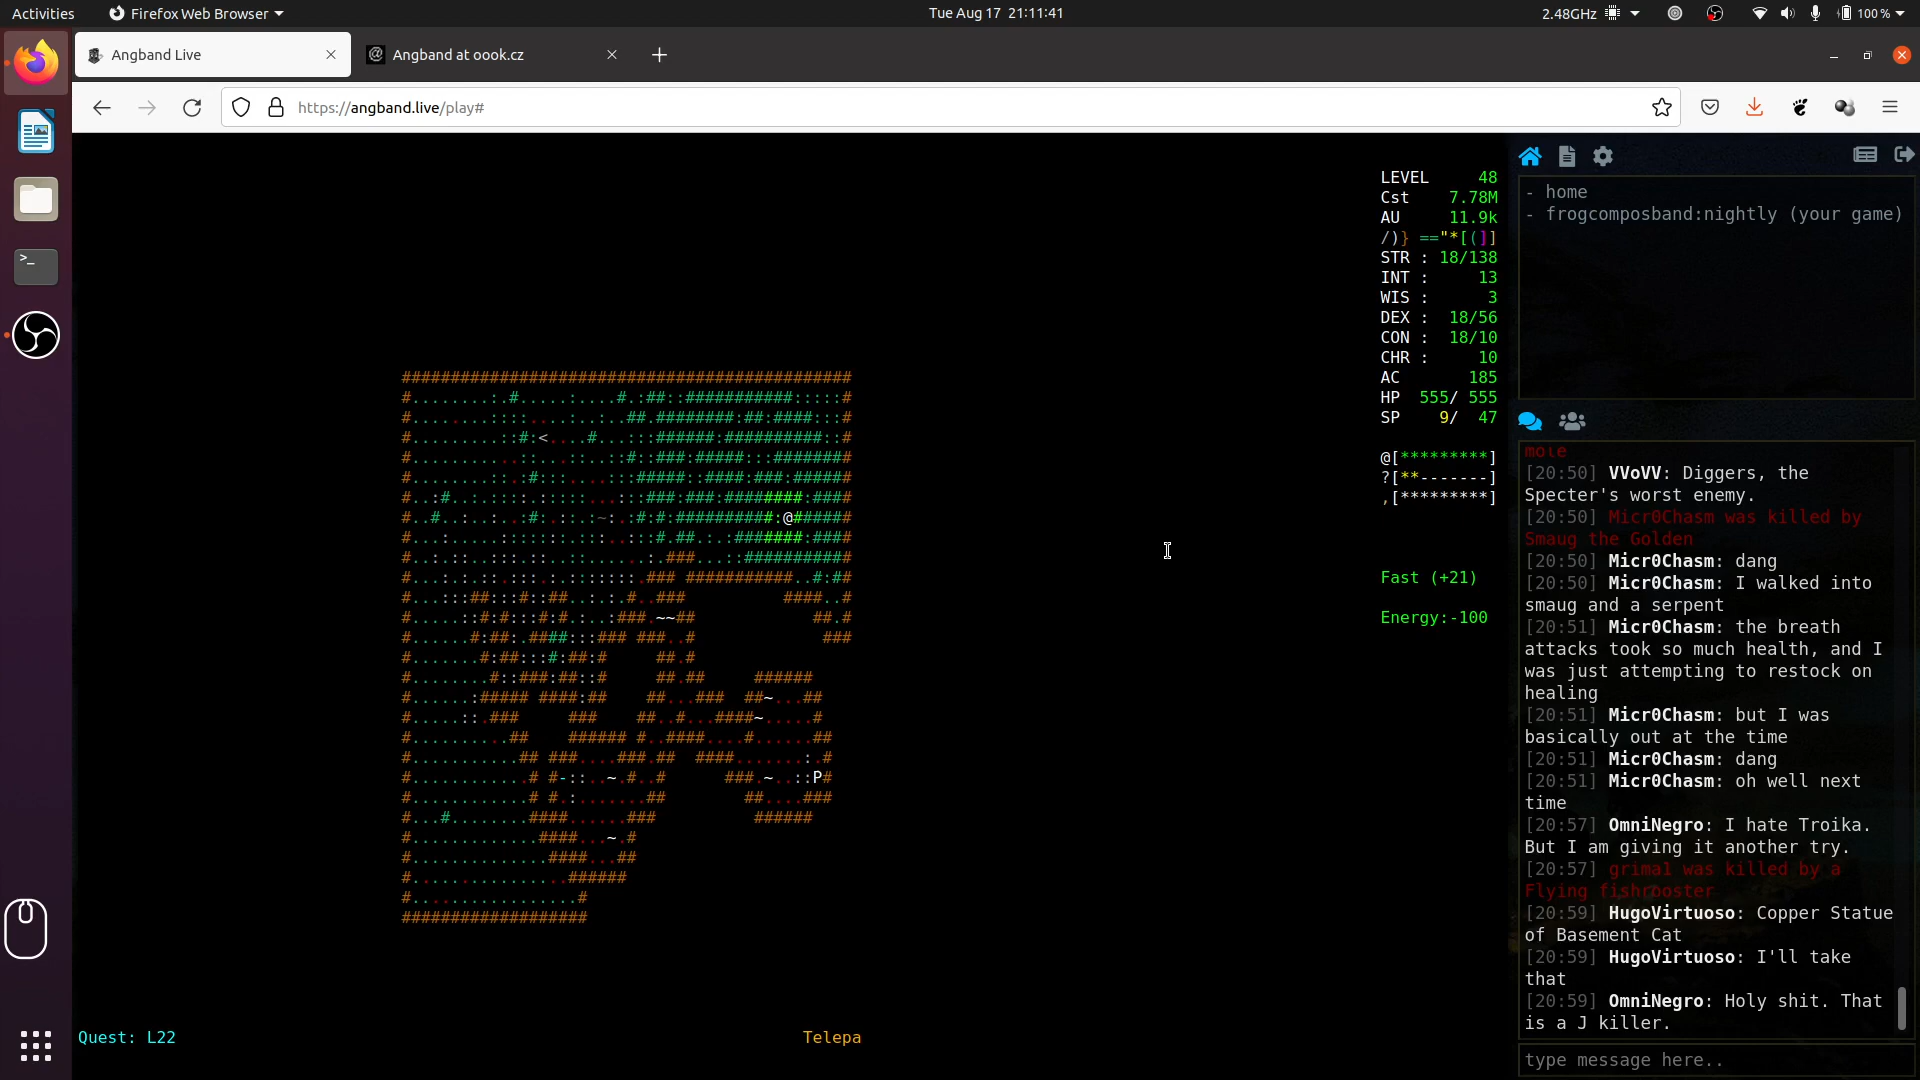 Activities Firefox Web Browser Tue Aug 17 21:11:41 2.48GHz 100 %
Angband Live Angband at oook.cz
https://angband.live/play#
LEVEL 48
Cst 7.78M
AU 11.9k
/)} =="*[(]]
STR : 18/138
INT : 13
WIS : 3
DEX : 18/56
CON : 18/10
CHR : 10
AC 185
HP 555/ 555
SP 9/ 47
@[*********]
?[**-------]
,[*********]
Fast (+21)
Energy:-100
Quest: L22
Telepa
- home
- frogcomposband:nightly (your game)
mole
[20:50] VVoVV: Diggers, the
Specter's worst enemy.
[20:50] Micr0Chasm was killed by
Smaug the Golden
[20:50] Micr0Chasm: dang
[20:50] Micr0Chasm: I walked into
smaug and a serpent
[20:51] Micr0Chasm: the breath
attacks took so much health, and I
was just attempting to restock on
healing
[20:51] Micr0Chasm: but I was
basically out at the time
[20:51] Micr0Chasm: dang
[20:51] Micr0Chasm: oh well next
time
[20:57] OmniNegro: I hate Troika.
But I am giving it another try.
[20:57] grima1 was killed by a
Flying fishrooster
[20:59] HugoVirtuoso: Copper Statue
of Basement Cat
[20:59] HugoVirtuoso: I'll take
that
[20:59] OmniNegro: Holy shit. That
is a J killer.
type message here..